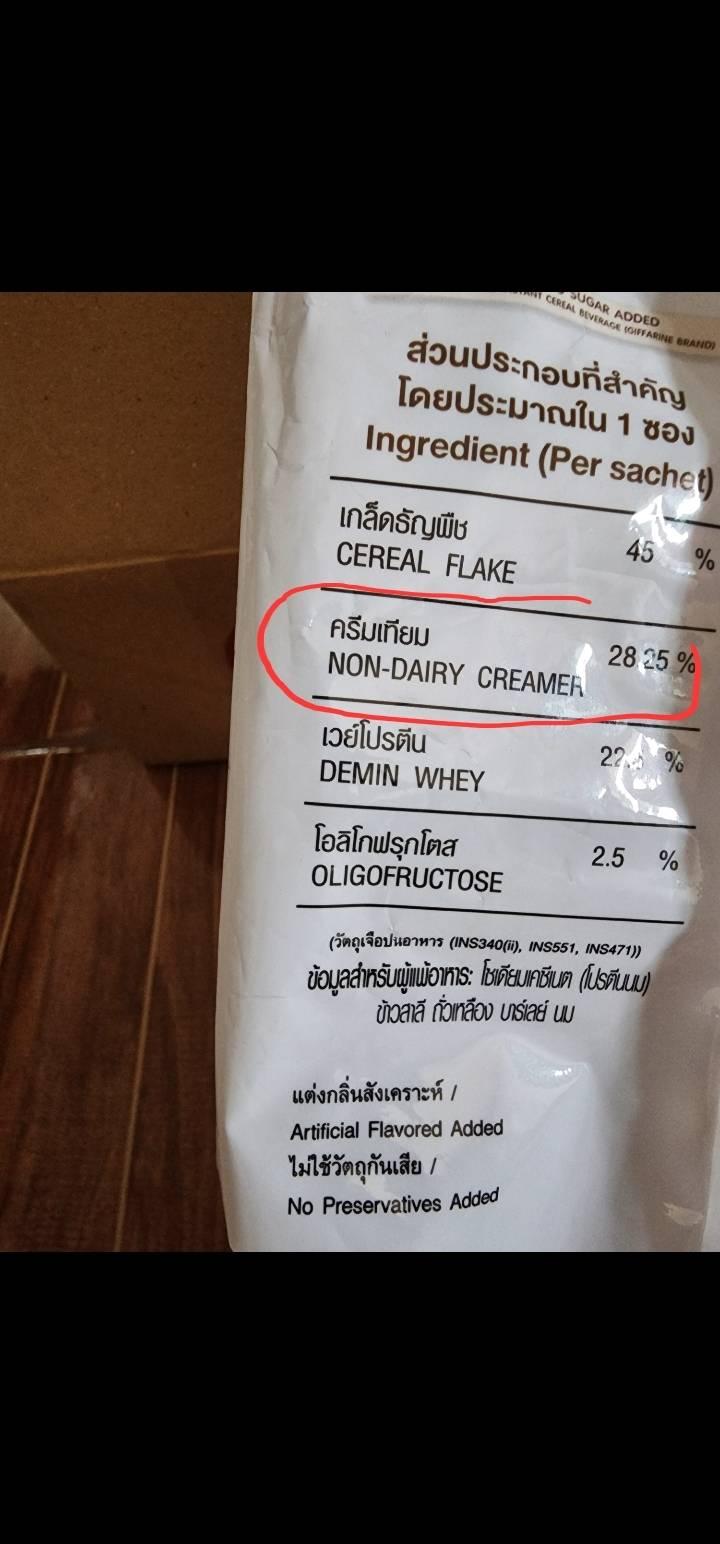 SUGAR ADDED
CEREAL BEVERAGE (GIFFARINE BRAND)
ส่วนประกอบที่สำคัญ
โดยประมาณใน 1 ซอง
Ingredient (Per sachet)
เกล็ดธัญพืช
CEREAL FLAKE 45 %
ครีมเทียม
NON-DAIRY CREAMER 28.25 %
เวย์โปรตีน
DEMIN WHEY %
โอลิโกฟรุกโตส
OLIGOFRUCTOSE 2.5 %
(วัตถุเจือปนอาหาร (INS340(ii), INS551, INS471))
ข้อมูลสำหรับผู้แพ้อาหาร: โซเดียมเคซีเนต (โปรตีนนม)
ข้าวสาลี ถั่วเหลือง บาร์เลย์ นม
แต่งกลิ่นสังเคราะห์ /
Artificial Flavored Added
ไม่ใช้วัตถุกันเสีย /
No Preservatives Added